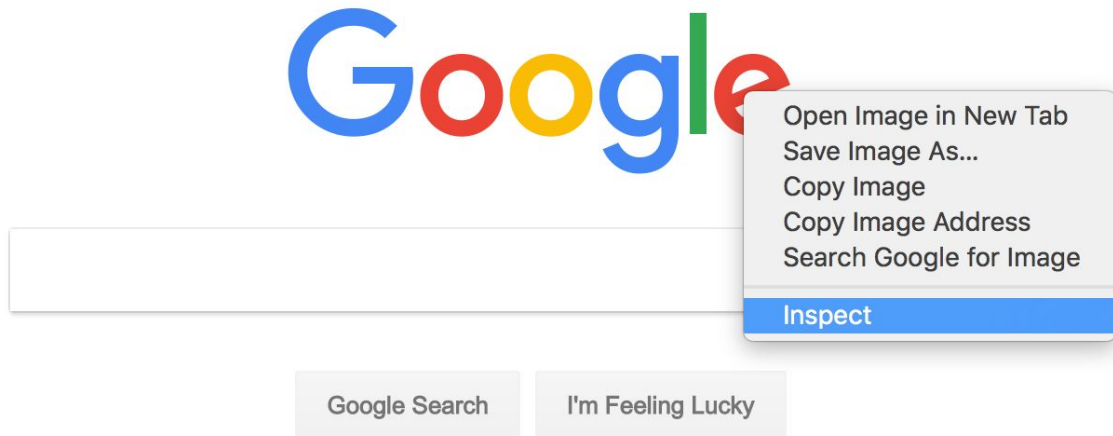 Google
Open Image in New Tab
Save Image As...
Copy Image
Copy Image Address
Search Google for Image
Inspect
Google Search
I'm Feeling Lucky